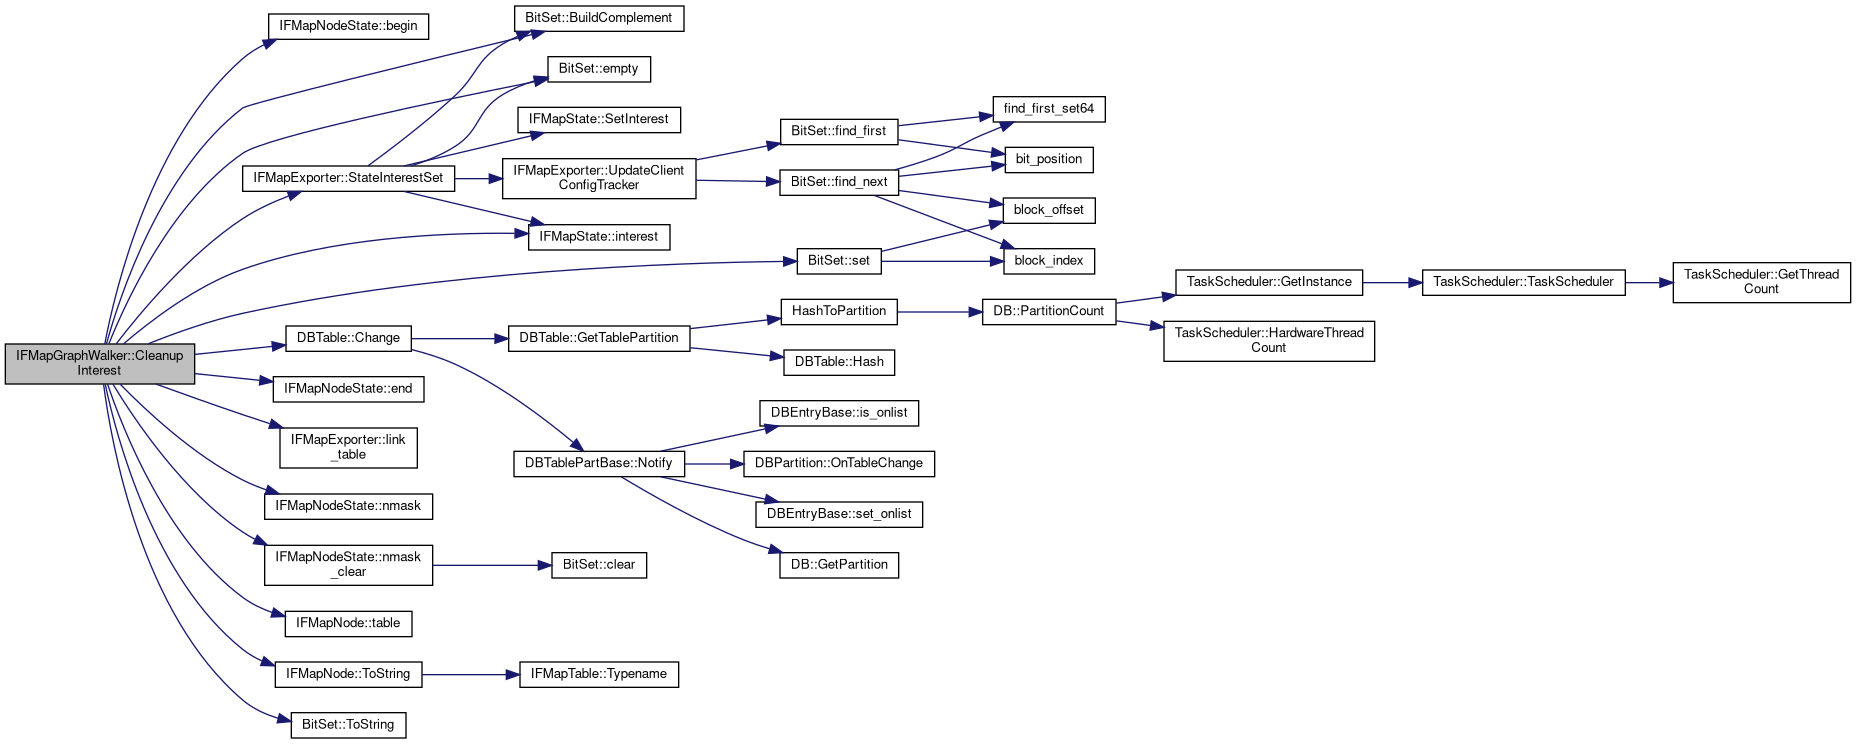 IFMapGraphWalker::Cleanup
Interest
IFMapNodeState::begin
BitSet::BuildComplement
BitSet::empty
IFMapState::SetInterest
IFMapExporter::StateInterestSet
IFMapExporter::UpdateClient
ConfigTracker
IFMapState::interest
BitSet::find_first
BitSet::find_next
find_first_set64
bit_position
block_offset
block_index
BitSet::set
DBTable::Change
DBTable::GetTablePartition
HashToPartition
DBTable::Hash
DB::PartitionCount
TaskScheduler::GetInstance
TaskScheduler::HardwareThread
Count
TaskScheduler::TaskScheduler
TaskScheduler::GetThread
Count
IFMapNodeState::end
IFMapExporter::link
_table
DBTablePartBase::Notify
DBEntryBase::is_onlist
DBPartition::OnTableChange
DBEntryBase::set_onlist
DB::GetPartition
IFMapNodeState::nmask
IFMapNodeState::nmask
_clear
BitSet::clear
IFMapNode::table
IFMapNode::ToString
IFMapTable::Typename
BitSet::ToString